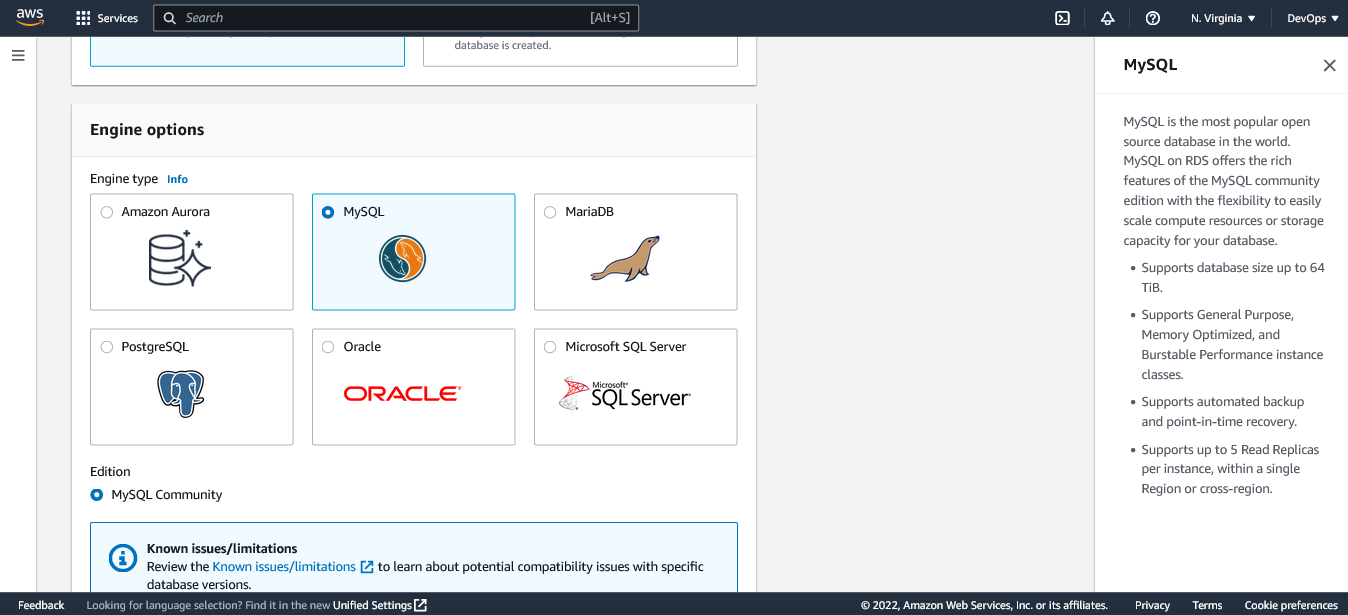 aws Services Search [Alt+S] N. Virginia DevOps
database is created.
Engine options
Engine type Info
Amazon Aurora MySQL MariaDB
PostgreSQL Oracle Microsoft SQL Server
ORACLE Microsoft SQL Server
Edition
MySQL Community
Known issues/limitations
Review the Known issues/limitations to learn about potential compatibility issues with specific
database versions.
MySQL
MySQL is the most popular open
source database in the world.
MySQL on RDS offers the rich
features of the MySQL community
edition with the flexibility to easily
scale compute resources or storage
capacity for your database.
• Supports database size up to 64
TiB.
• Supports General Purpose,
Memory Optimized, and
Burstable Performance instance
classes.
• Supports automated backup
and point-in-time recovery.
• Supports up to 5 Read Replicas
per instance, within a single
Region or cross-region.
Feedback Looking for language selection? Find it in the new Unified Settings © 2022, Amazon Web Services, Inc. or its affiliates. Privacy Terms Cookie preferences